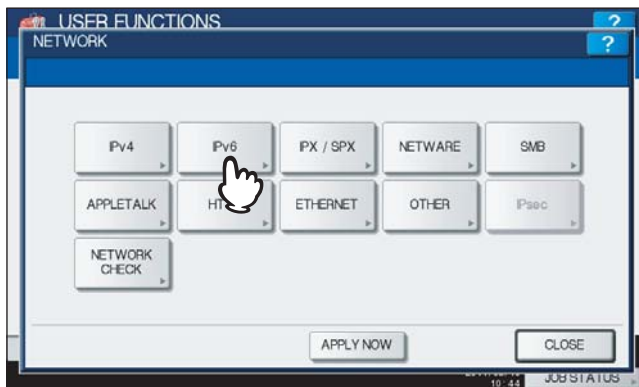 USER FUNCTIONS
?
NETWORK
?
IPv4
IPv6
IPX / SPX
NETWARE
SMB
APPLETALK
ETHERNET
OTHER
IPsec
NETWORK
CHECK
APPLY NOW
CLOSE
10:44
JOB STATUS